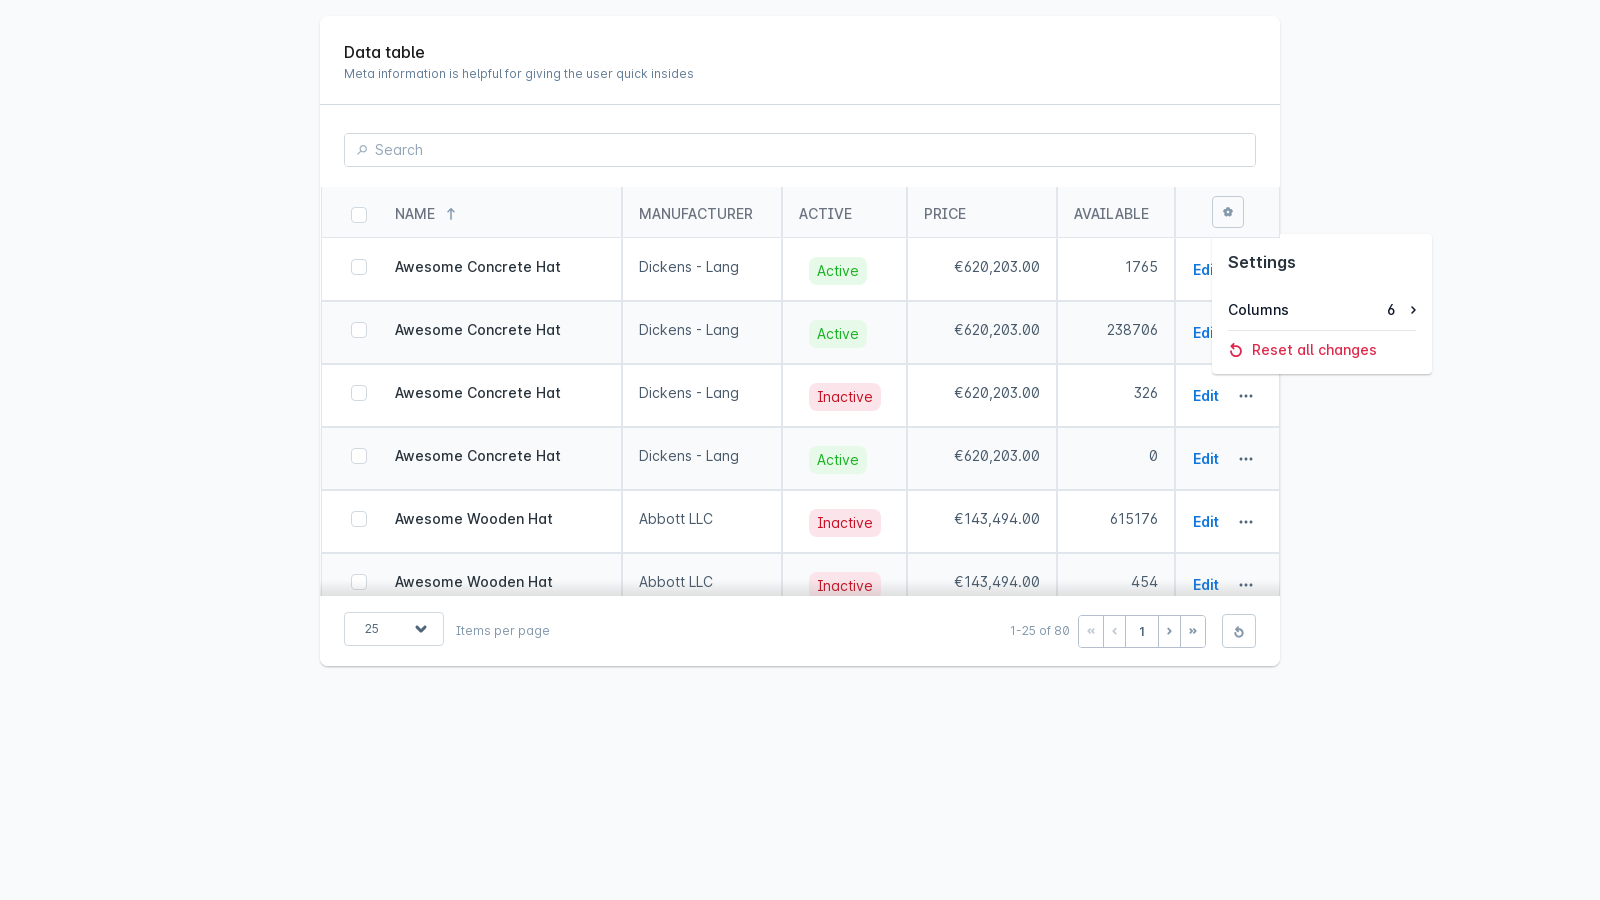 Data table
Meta information is helpful for giving the user quick insides
Search
NAME MANUFACTURER ACTIVE PRICE AVAILABLE
Awesome Concrete Hat Dickens - Lang Active €620,203.00 1765 Edi
Settings
Columns 6
Reset all changes
Awesome Concrete Hat Dickens - Lang Active €620,203.00 238706 Edi
Awesome Concrete Hat Dickens - Lang Inactive €620,203.00 326 Edit
Awesome Concrete Hat Dickens - Lang Active €620,203.00 0 Edit
Awesome Wooden Hat Abbott LLC Inactive €143,494.00 615176 Edit
Awesome Wooden Hat Abbott LLC Inactive €143,494.00 454 Edit
25 Items per page 1-25 of 80 « ‹ 1 › »